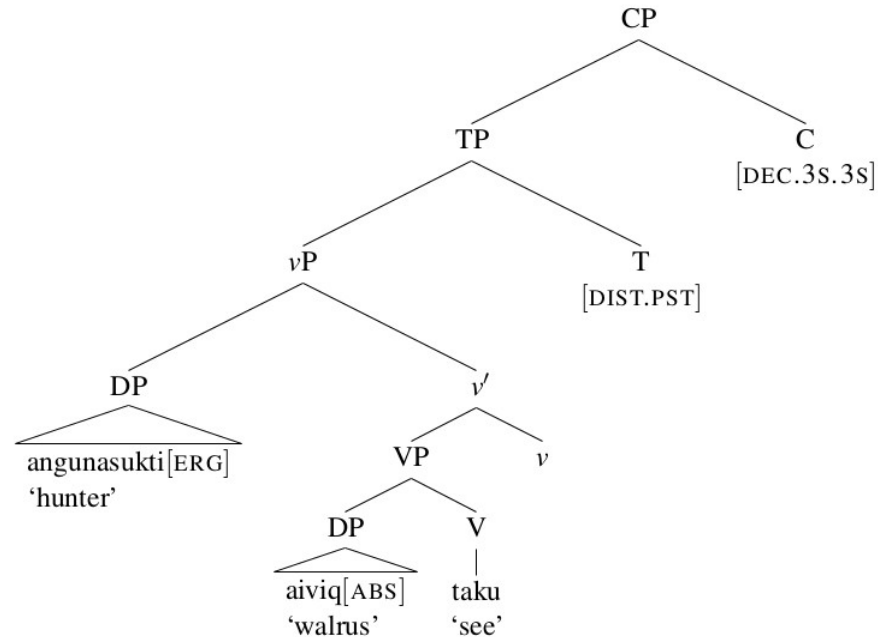 CP
TP C
[DEC.3S.3S]
vP T
[DIST.PST]
DP v′
angunasukti[ERG] VP v
‘hunter’
DP V
aiviq[ABS] taku
‘walrus’ ‘see’